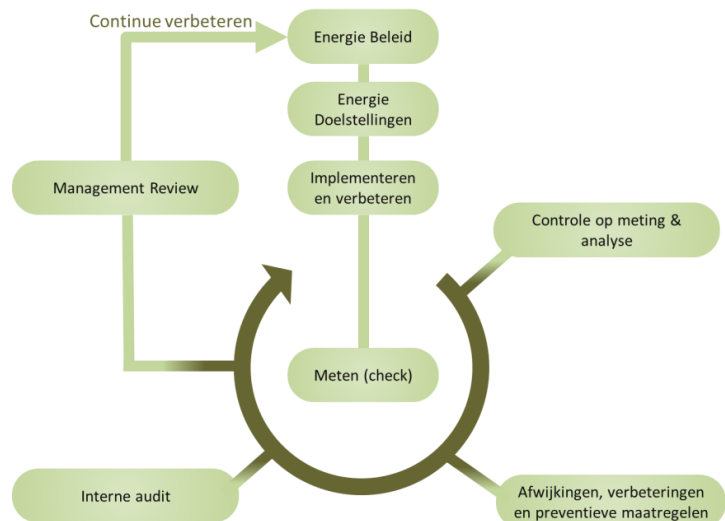 Continue verbeteren
Energie Beleid
Energie
Doelstellingen
Implementeren
en verbeteren
Management Review
Controle op meting &
analyse
Meten (check)
Interne audit
Afwijkingen, verbeteringen
en preventieve maatregelen